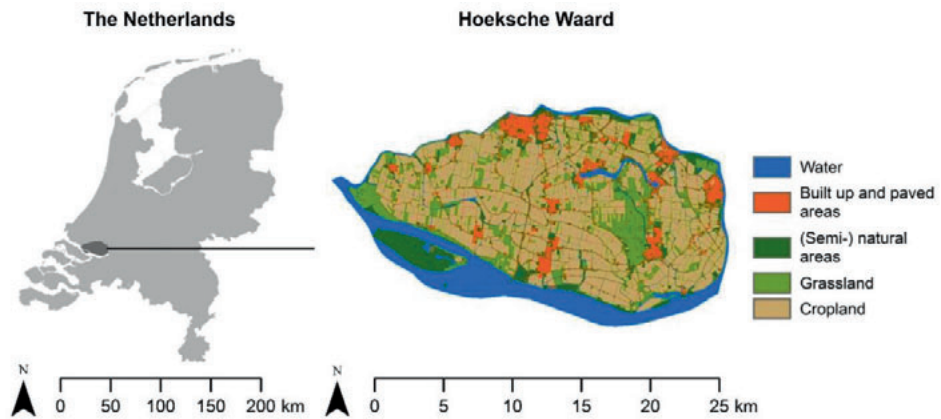 The Netherlands
Hoeksche Waard
Water
Built up and paved
areas
(Semi-) natural
areas
Grassland
Cropland
N
0 50 100 150 200 km
N
0 5 10 15 20 25 km